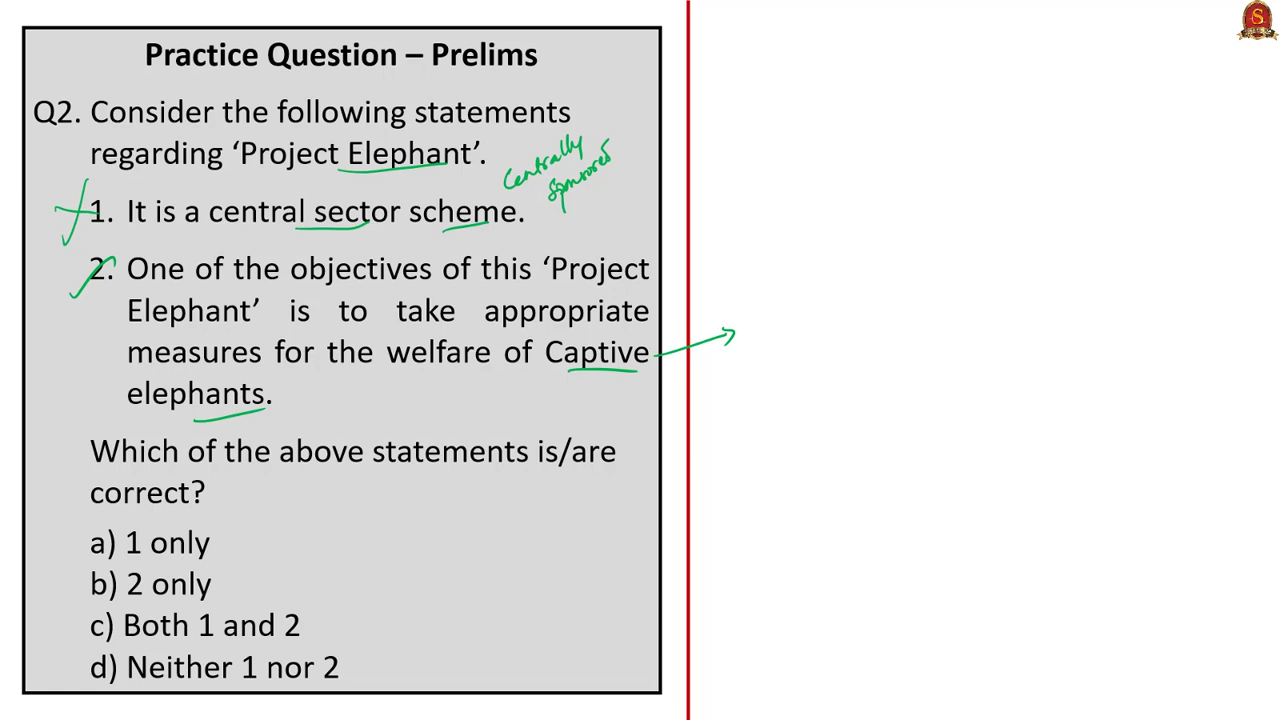 Practice Question – Prelims
Q2. Consider the following statements
regarding ‘Project Elephant’.
Centrally
Sponsored
1. It is a central sector scheme.
2. One of the objectives of this ‘Project
Elephant’ is to take appropriate
measures for the welfare of Captive
elephants.
Which of the above statements is/are
correct?
a) 1 only
b) 2 only
c) Both 1 and 2
d) Neither 1 nor 2